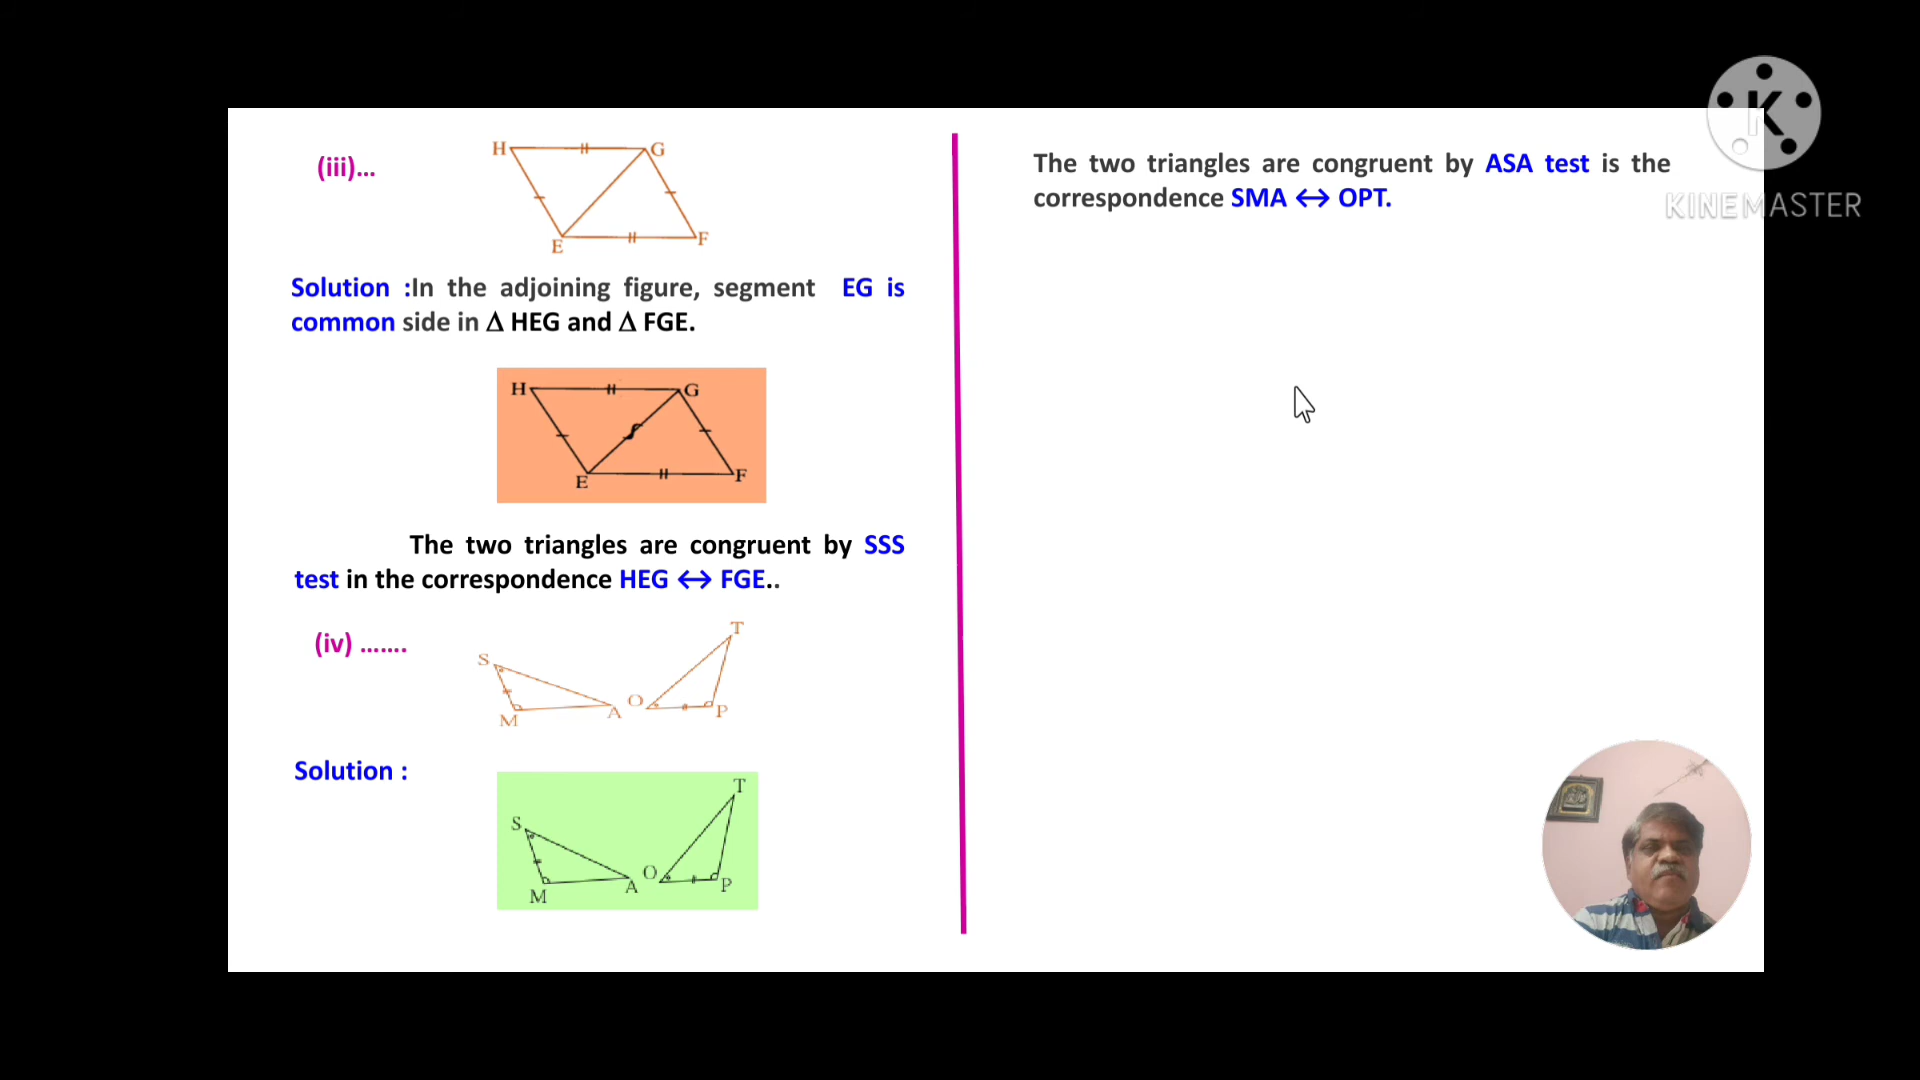 (iii)...
H G
E F
Solution :In the adjoining figure, segment EG is
common side in Δ HEG and Δ FGE.
H G
E F
The two triangles are congruent by SSS
test in the correspondence HEG ↔ FGE..
(iv) .......
T
S
O
M A P
Solution :
T
S
O
M A P
The two triangles are congruent by ASA test is the
correspondence SMA ↔ OPT.
K
KINEMASTER